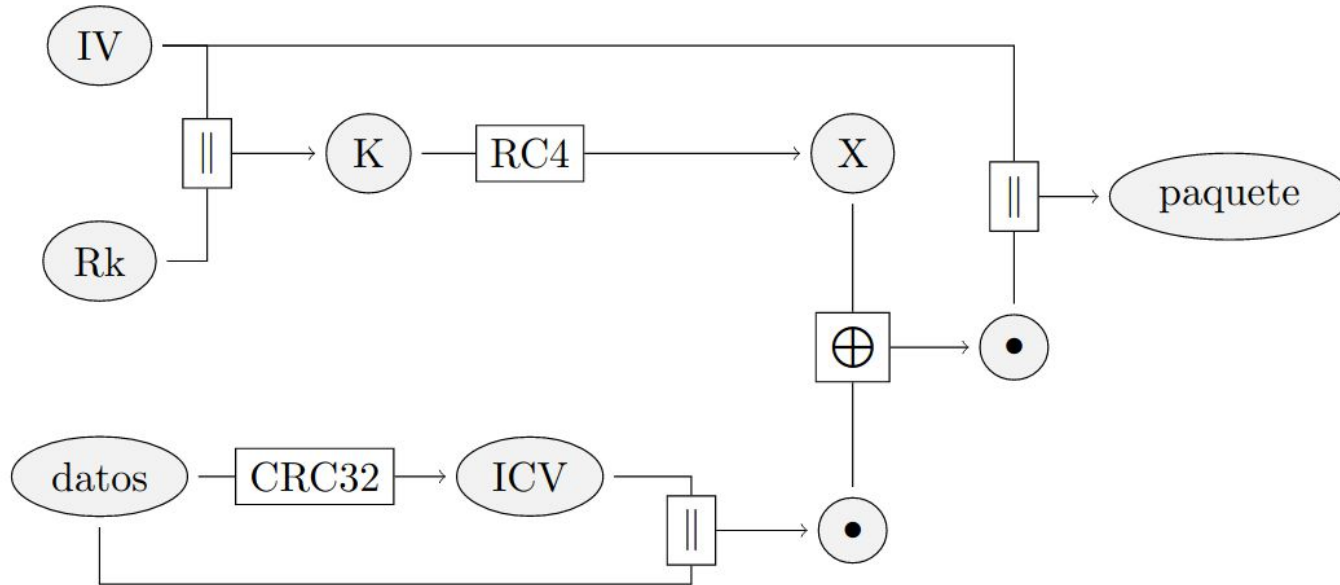 IV
||
K
RC4
X
||
paquete
Rk
⊕
•
datos
CRC32
ICV
||
•